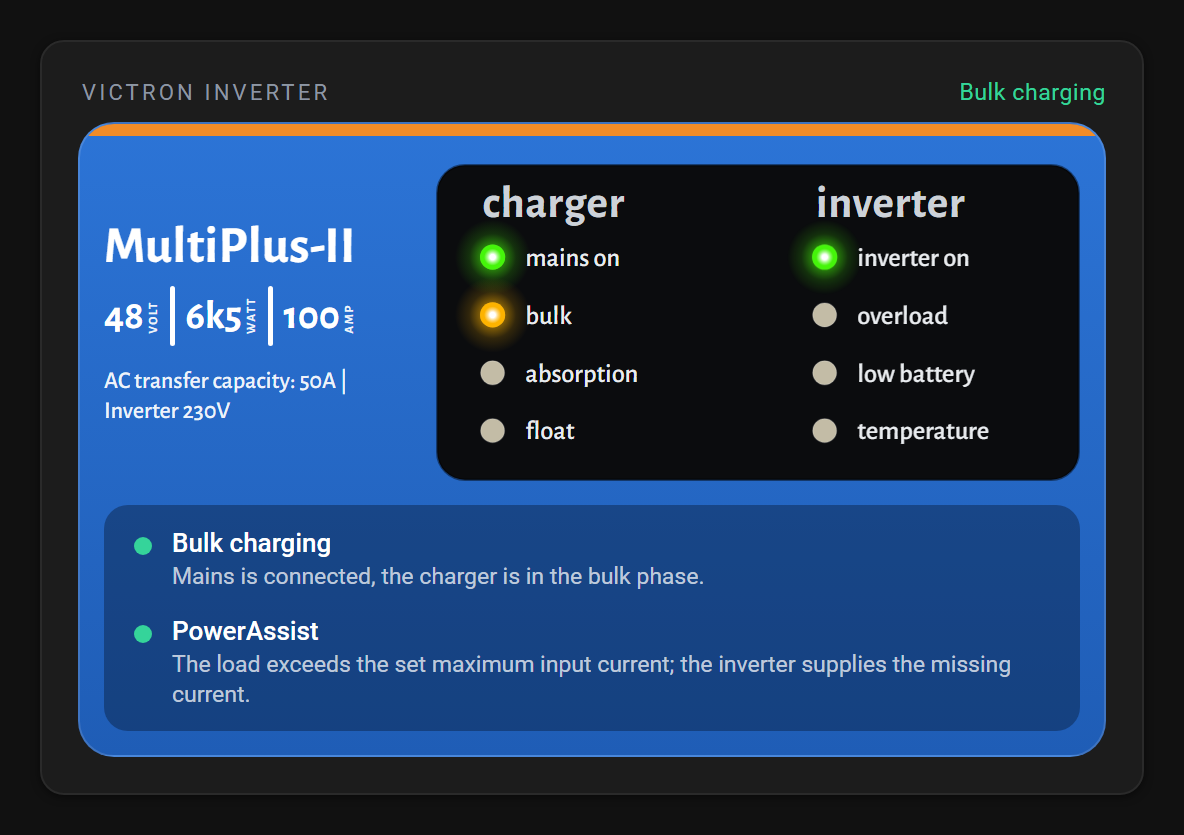 VICTRON INVERTER
Bulk charging
MultiPlus-II
48 VOLT | 6k5 WATT | 100 AMP
AC transfer capacity: 50A |
Inverter 230V
charger
mains on
bulk
absorption
float
inverter
inverter on
overload
low battery
temperature
Bulk charging
Mains is connected, the charger is in the bulk phase.
PowerAssist
The load exceeds the set maximum input current; the inverter supplies the missing
current.